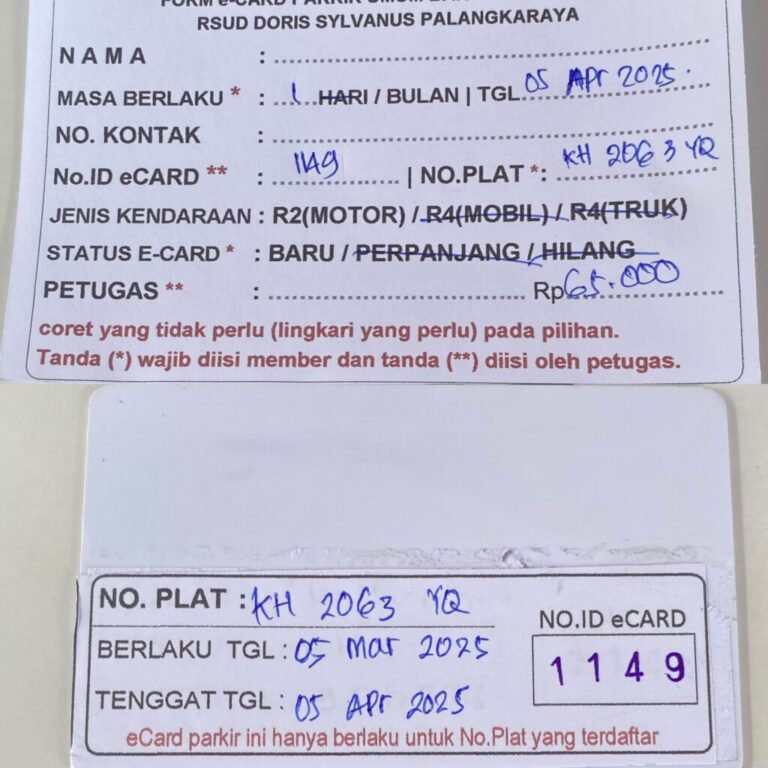 FORM e-CARD PARKIR UMUM
RSUD DORIS SYLVANUS PALANGKARAYA
NAMA :
MASA BERLAKU * : 1 HARI / BULAN | TGL 05 Apr 2025.
NO. KONTAK :
No.ID eCARD ** : 1149 | NO.PLAT *: KH 2063 YQ
JENIS KENDARAAN : R2(MOTOR) / R4(MOBIL) / R4(TRUK)
STATUS E-CARD * : BARU / PERPANJANG / HILANG
PETUGAS ** : Rp 65.000
coret yang tidak perlu (lingkari yang perlu) pada pilihan.
Tanda (*) wajib diisi member dan tanda (**) diisi oleh petugas.
NO. PLAT : KH 2063 YQ
BERLAKU TGL : 05 Mar 2025
TENGGAT TGL : 05 Apr 2025
NO.ID eCARD
1149
eCard parkir ini hanya berlaku untuk No.Plat yang terdaftar